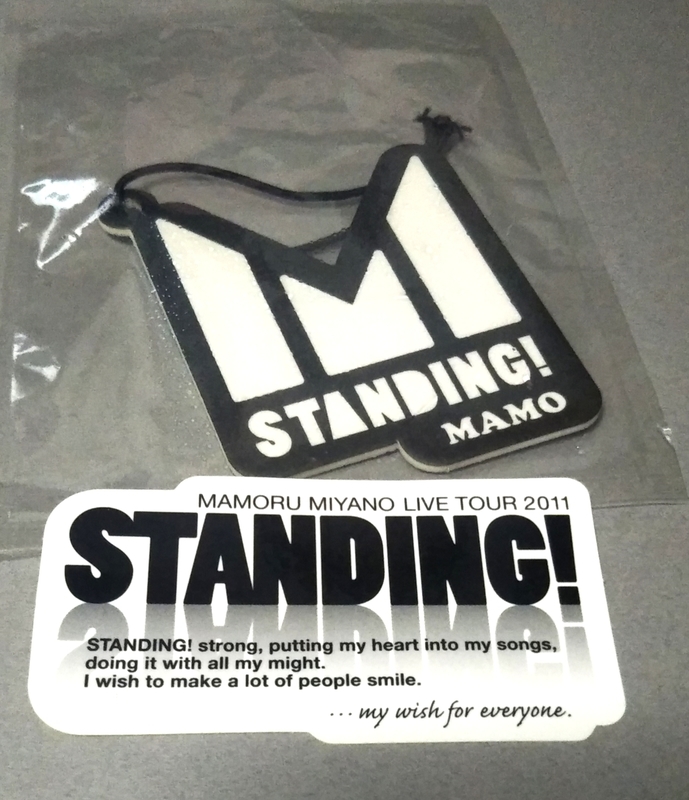 M
STANDING!
MAMO
MAMORU MIYANO LIVE TOUR 2011
STANDING!
STANDING! strong, putting my heart into my songs,
doing it with all my might.
I wish to make a lot of people smile.
... my wish for everyone.